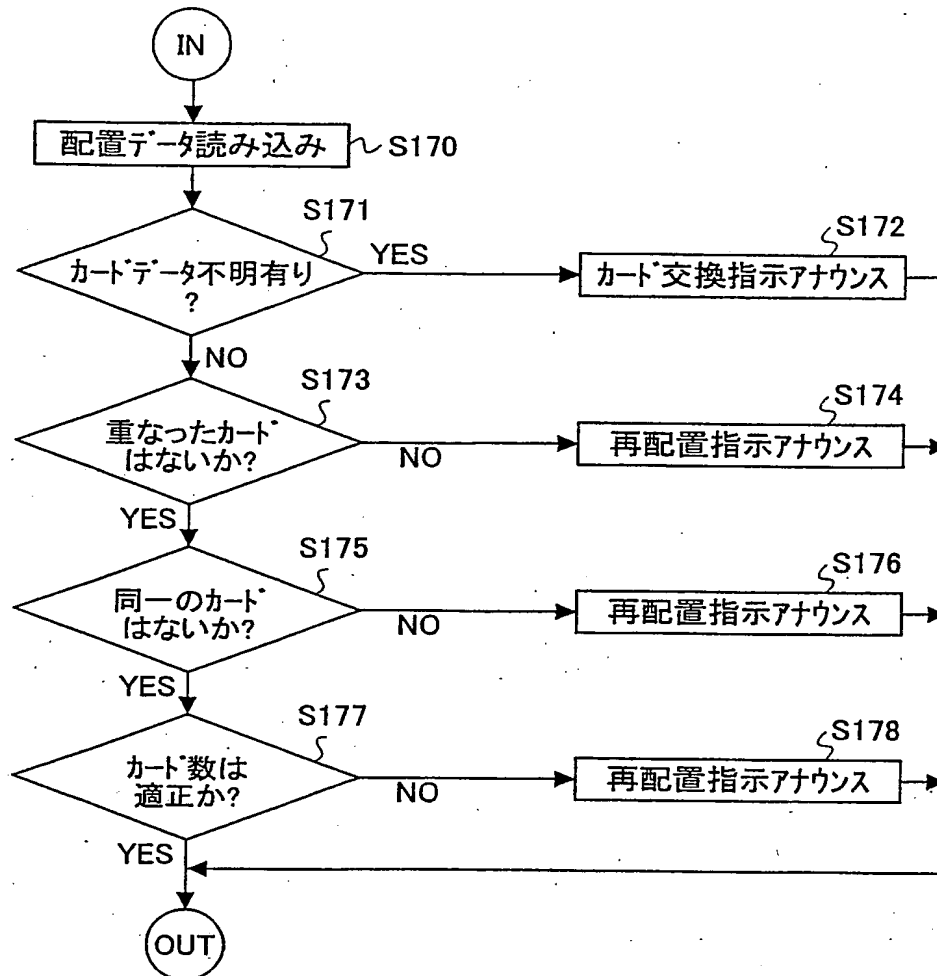 IN
配置データ読み込み
S170
S171
カードデータ不明有り
?
YES
S172
カード交換指示アナウンス
NO
S173
重なったカード
はないか?
NO
S174
再配置指示アナウンス
YES
S175
同一のカード
はないか?
NO
S176
再配置指示アナウンス
YES
S177
カード数は
適正か?
NO
S178
再配置指示アナウンス
YES
OUT